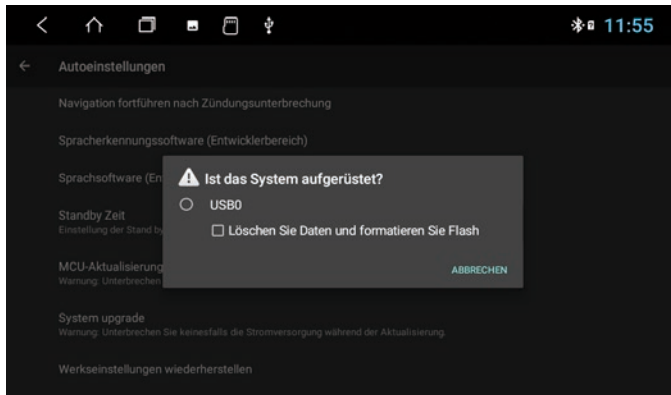 11:55
Autoeinstellungen
Navigation fortführen nach Zündungsunterbrechung
Spracherkennungssoftware (Entwicklerbereich)
Sprachsoftware (En
Ist das System aufgerüstet?
USB0
Löschen Sie Daten und formatieren Sie Flash
ABBRECHEN
Standby Zeit
Einstellung der Stand by
MCU-Aktualisierung
Warnung: Unterbrechen
System upgrade
Warnung: Unterbrechen Sie keinesfalls die Stromversorgung während der Aktualisierung.
Werkseinstellungen wiederherstellen